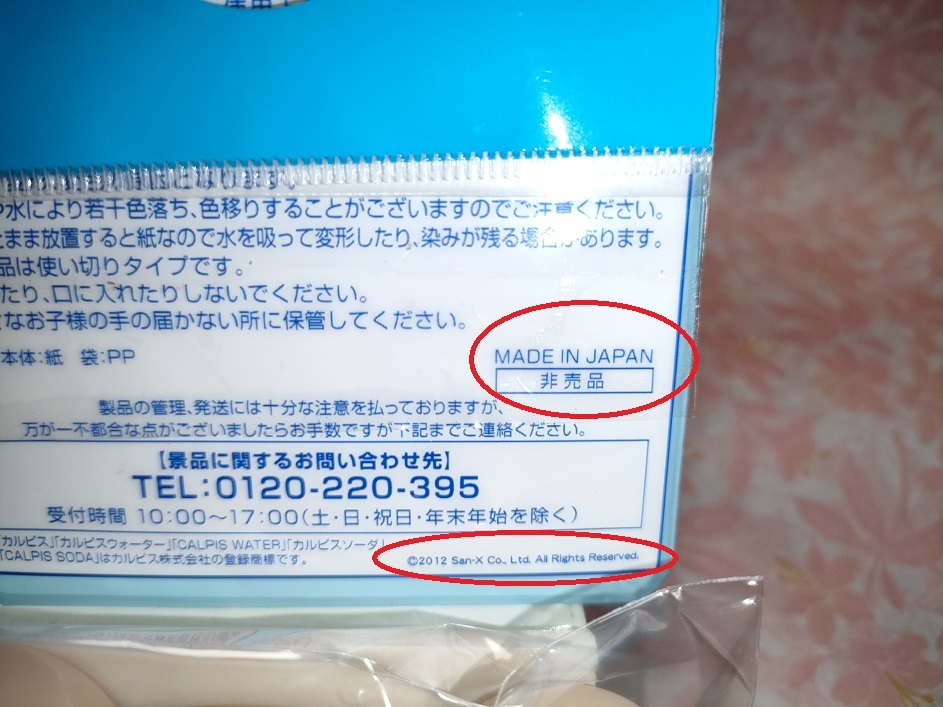 水により若干色落ち、色移りすることがございますのでご注意ください。
まま放置すると紙なので水を吸って変形したり、染みが残る場合があります。
品は使い切りタイプです。
たり、口に入れたりしないでください。
なお子様の手の届かない所に保管してください。
本体:紙 袋:PP
MADE IN JAPAN
非売品
製品の管理、発送には十分な注意を払っておりますが、
万が一不都合な点がございましたらお手数ですが下記までご連絡ください。
【景品に関するお問い合わせ先】
TEL:0120-220-395
受付時間 10:00〜17:00(土・日・祝日・年末年始を除く)
「カルピス」「カルピスウォーター」「CALPIS WATER」「カルピスソーダ」
「CALPIS SODA」はカルピス株式会社の登録商標です。
©2012 San-X Co., Ltd. All Rights Reserved.